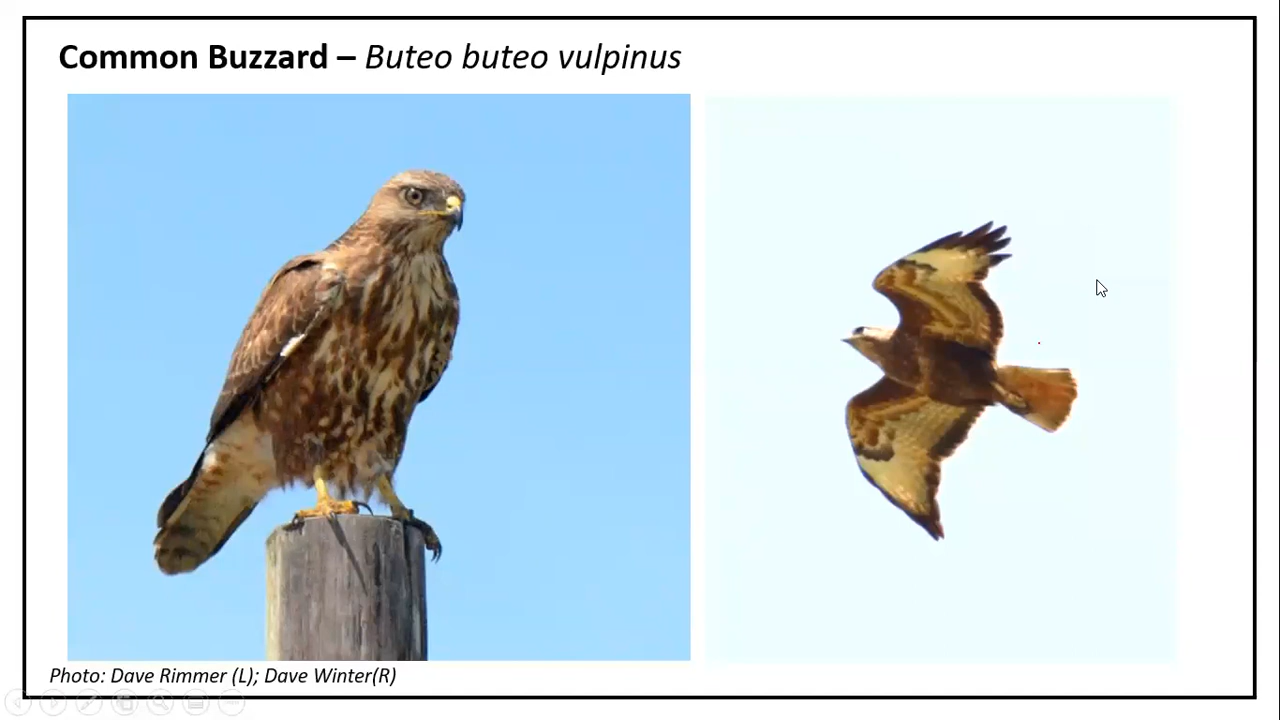 Common Buzzard – Buteo buteo vulpinus
Photo: Dave Rimmer (L); Dave Winter(R)